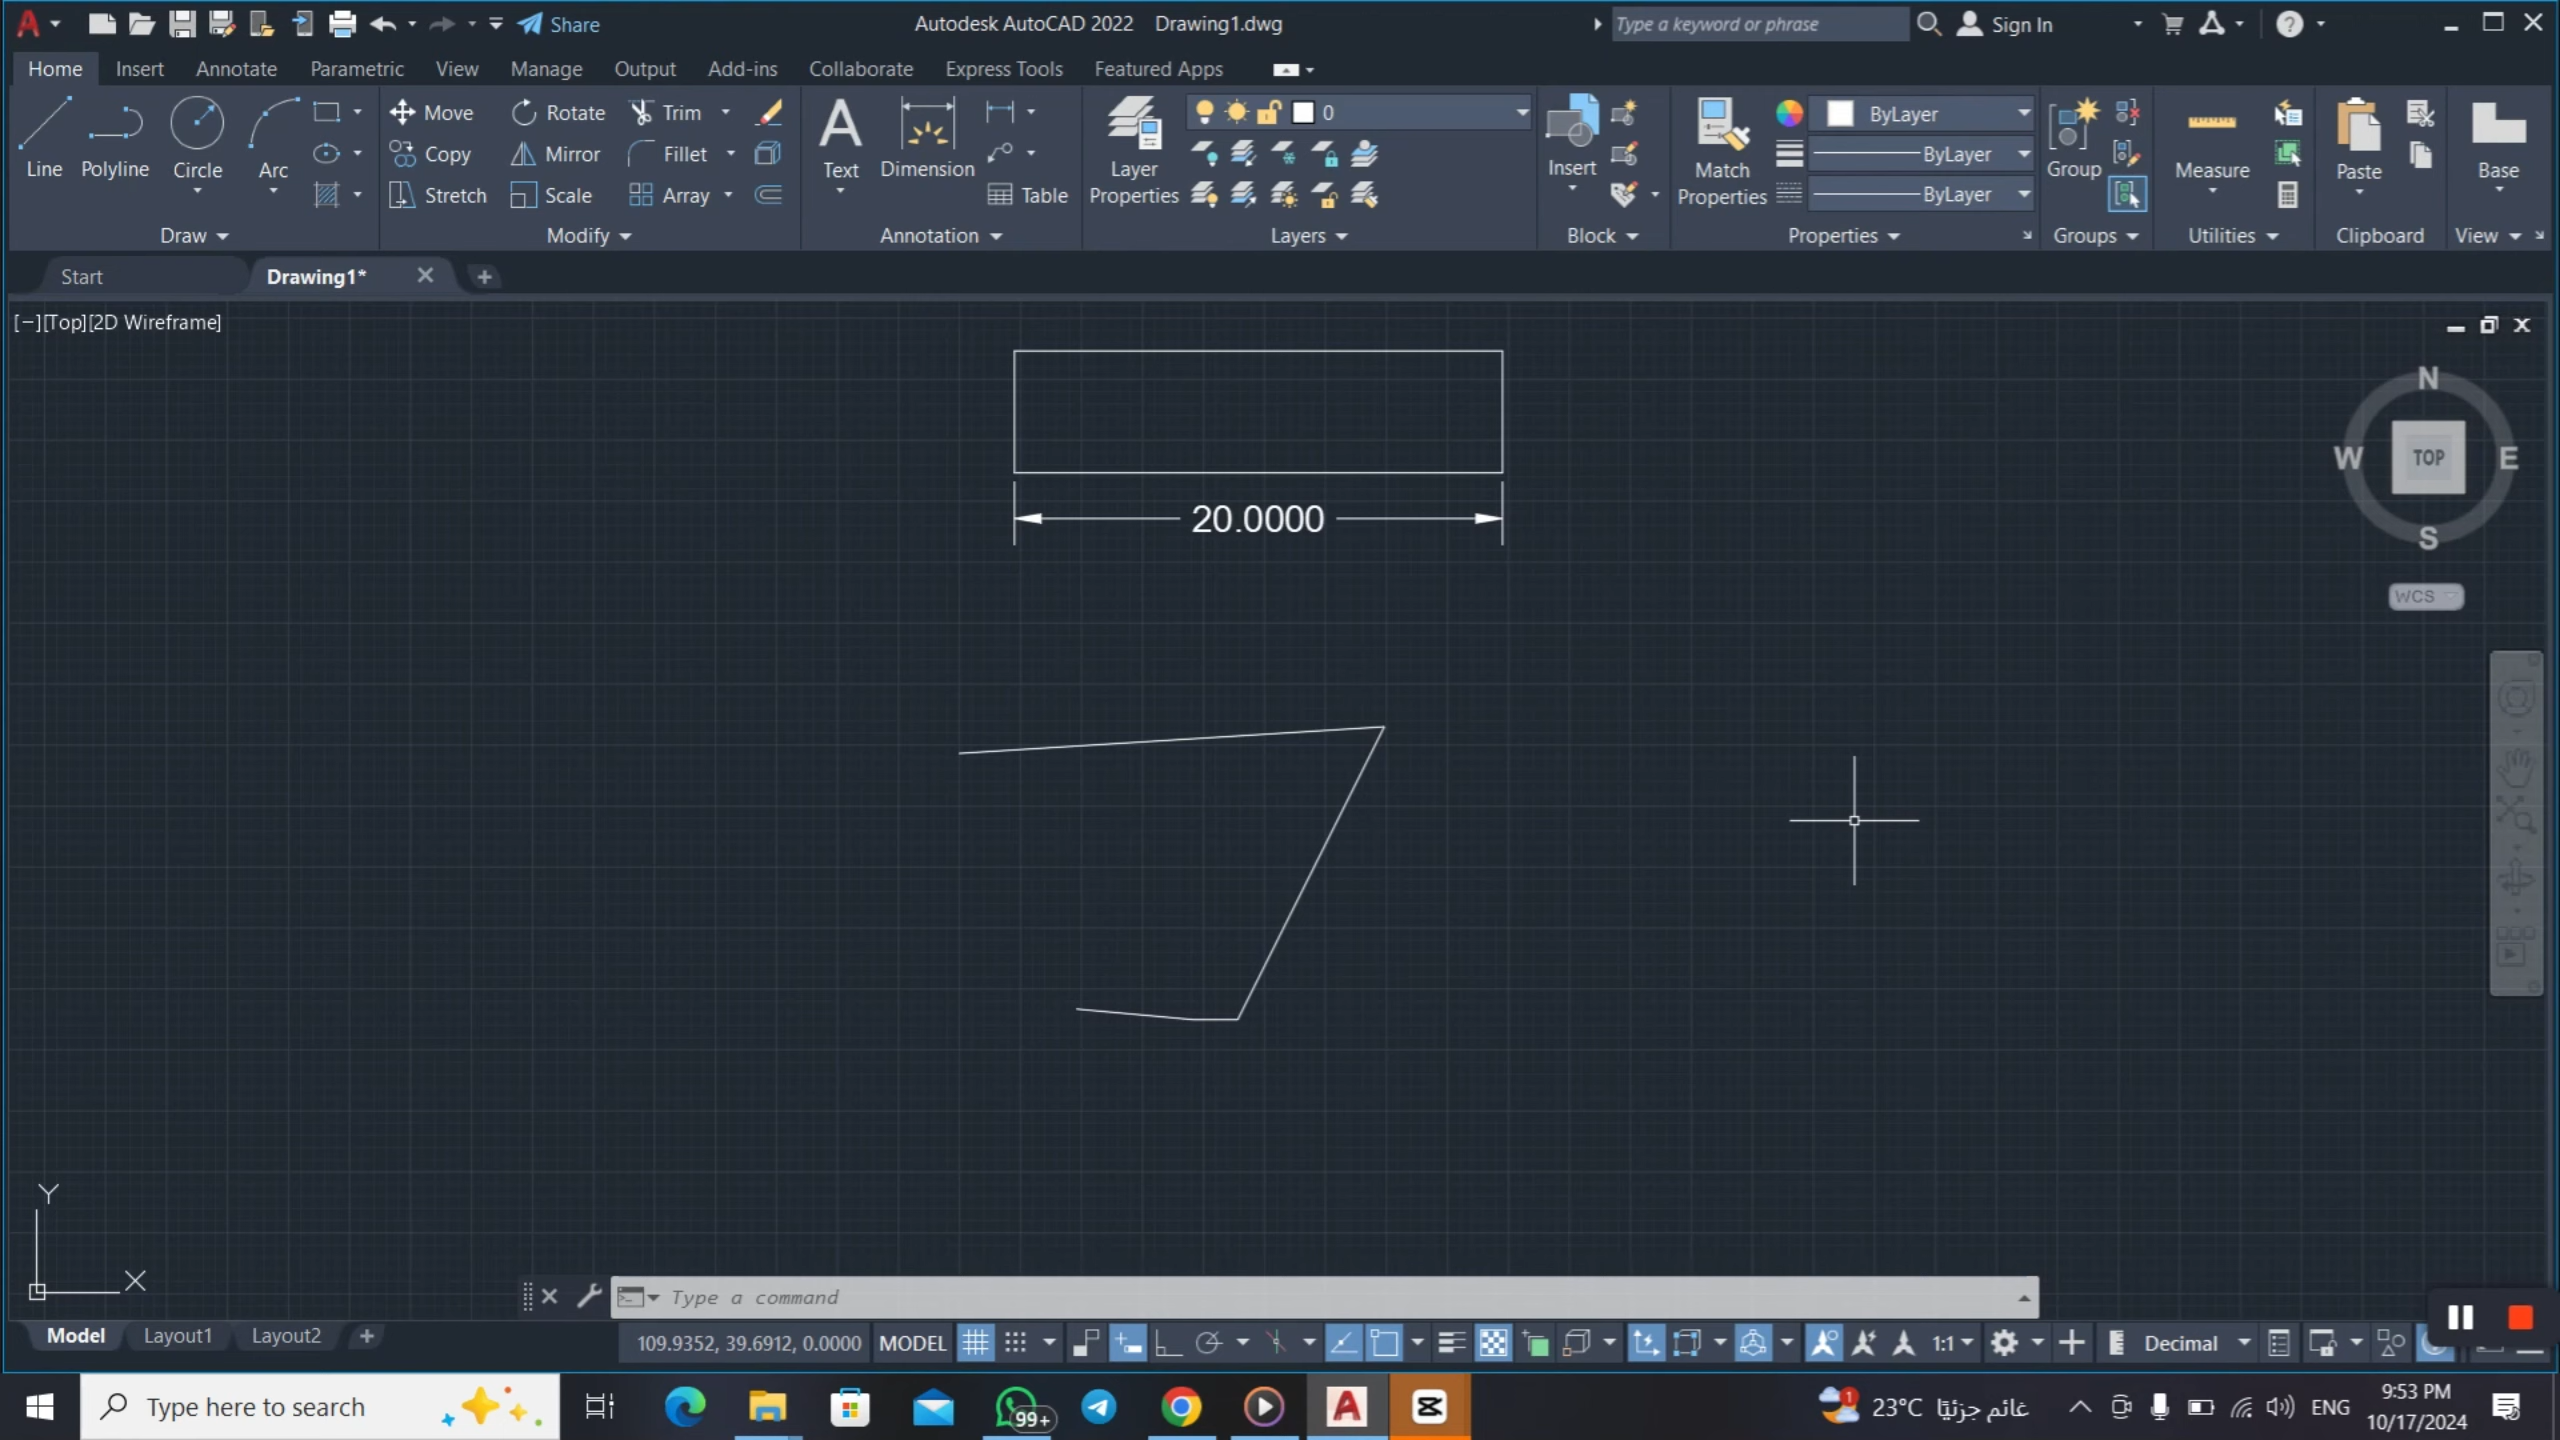 Share
Autodesk AutoCAD 2022 Drawing1.dwg
Type a keyword or phrase
Sign In
Home Insert Annotate Parametric View Manage Output Add-ins Collaborate Express Tools Featured Apps
Line Polyline Circle Arc
Move Rotate Trim
Copy Mirror Fillet
Stretch Scale Array
Text Dimension
Table
Layer Properties
0
Insert
Match Properties
ByLayer
ByLayer
ByLayer
Group
Measure
Paste
Base
Draw Modify Annotation Layers Block Properties Groups Utilities Clipboard View
Start Drawing1*
[−][Top][2D Wireframe]
20.0000
N
W TOP E
S
WCS
Y
X
Type a command
Model Layout1 Layout2
109.9352, 39.6912, 0.0000 MODEL
1:1
Decimal
Type here to search
99+
1
23°C غائم جزئيًا
ENG
9:53 PM
10/17/2024